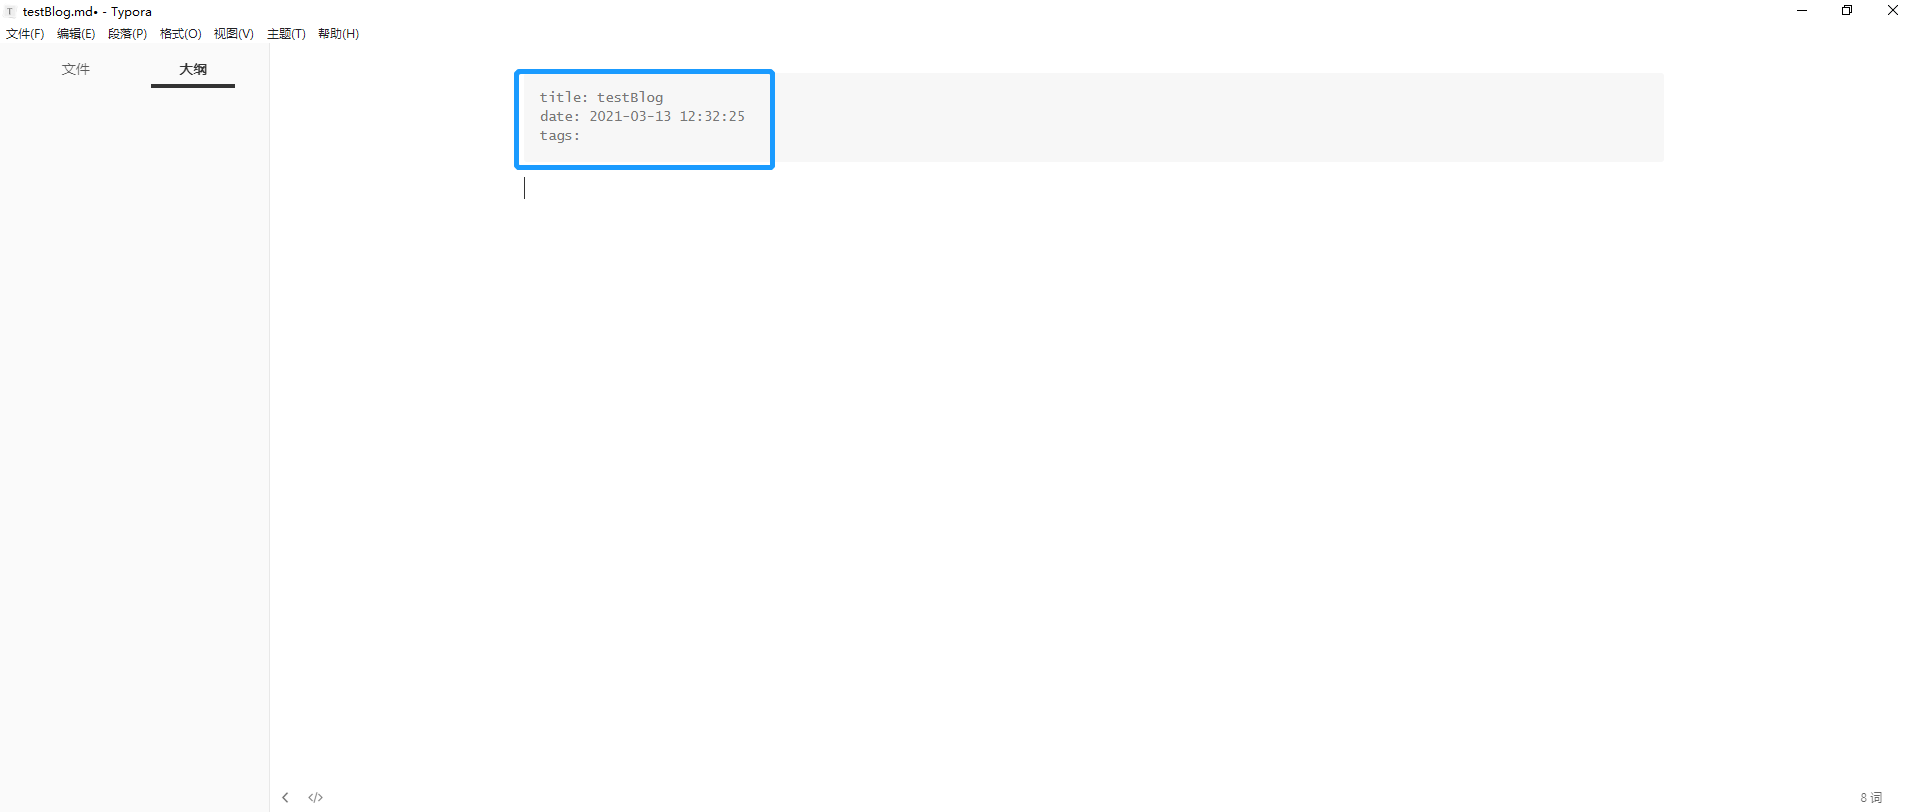 testBlog.md• - Typora
文件(F) 编辑(E) 段落(P) 格式(O) 视图(V) 主题(T) 帮助(H)
文件 大纲
title: testBlog
date: 2021-03-13 12:32:25
tags:
8 词